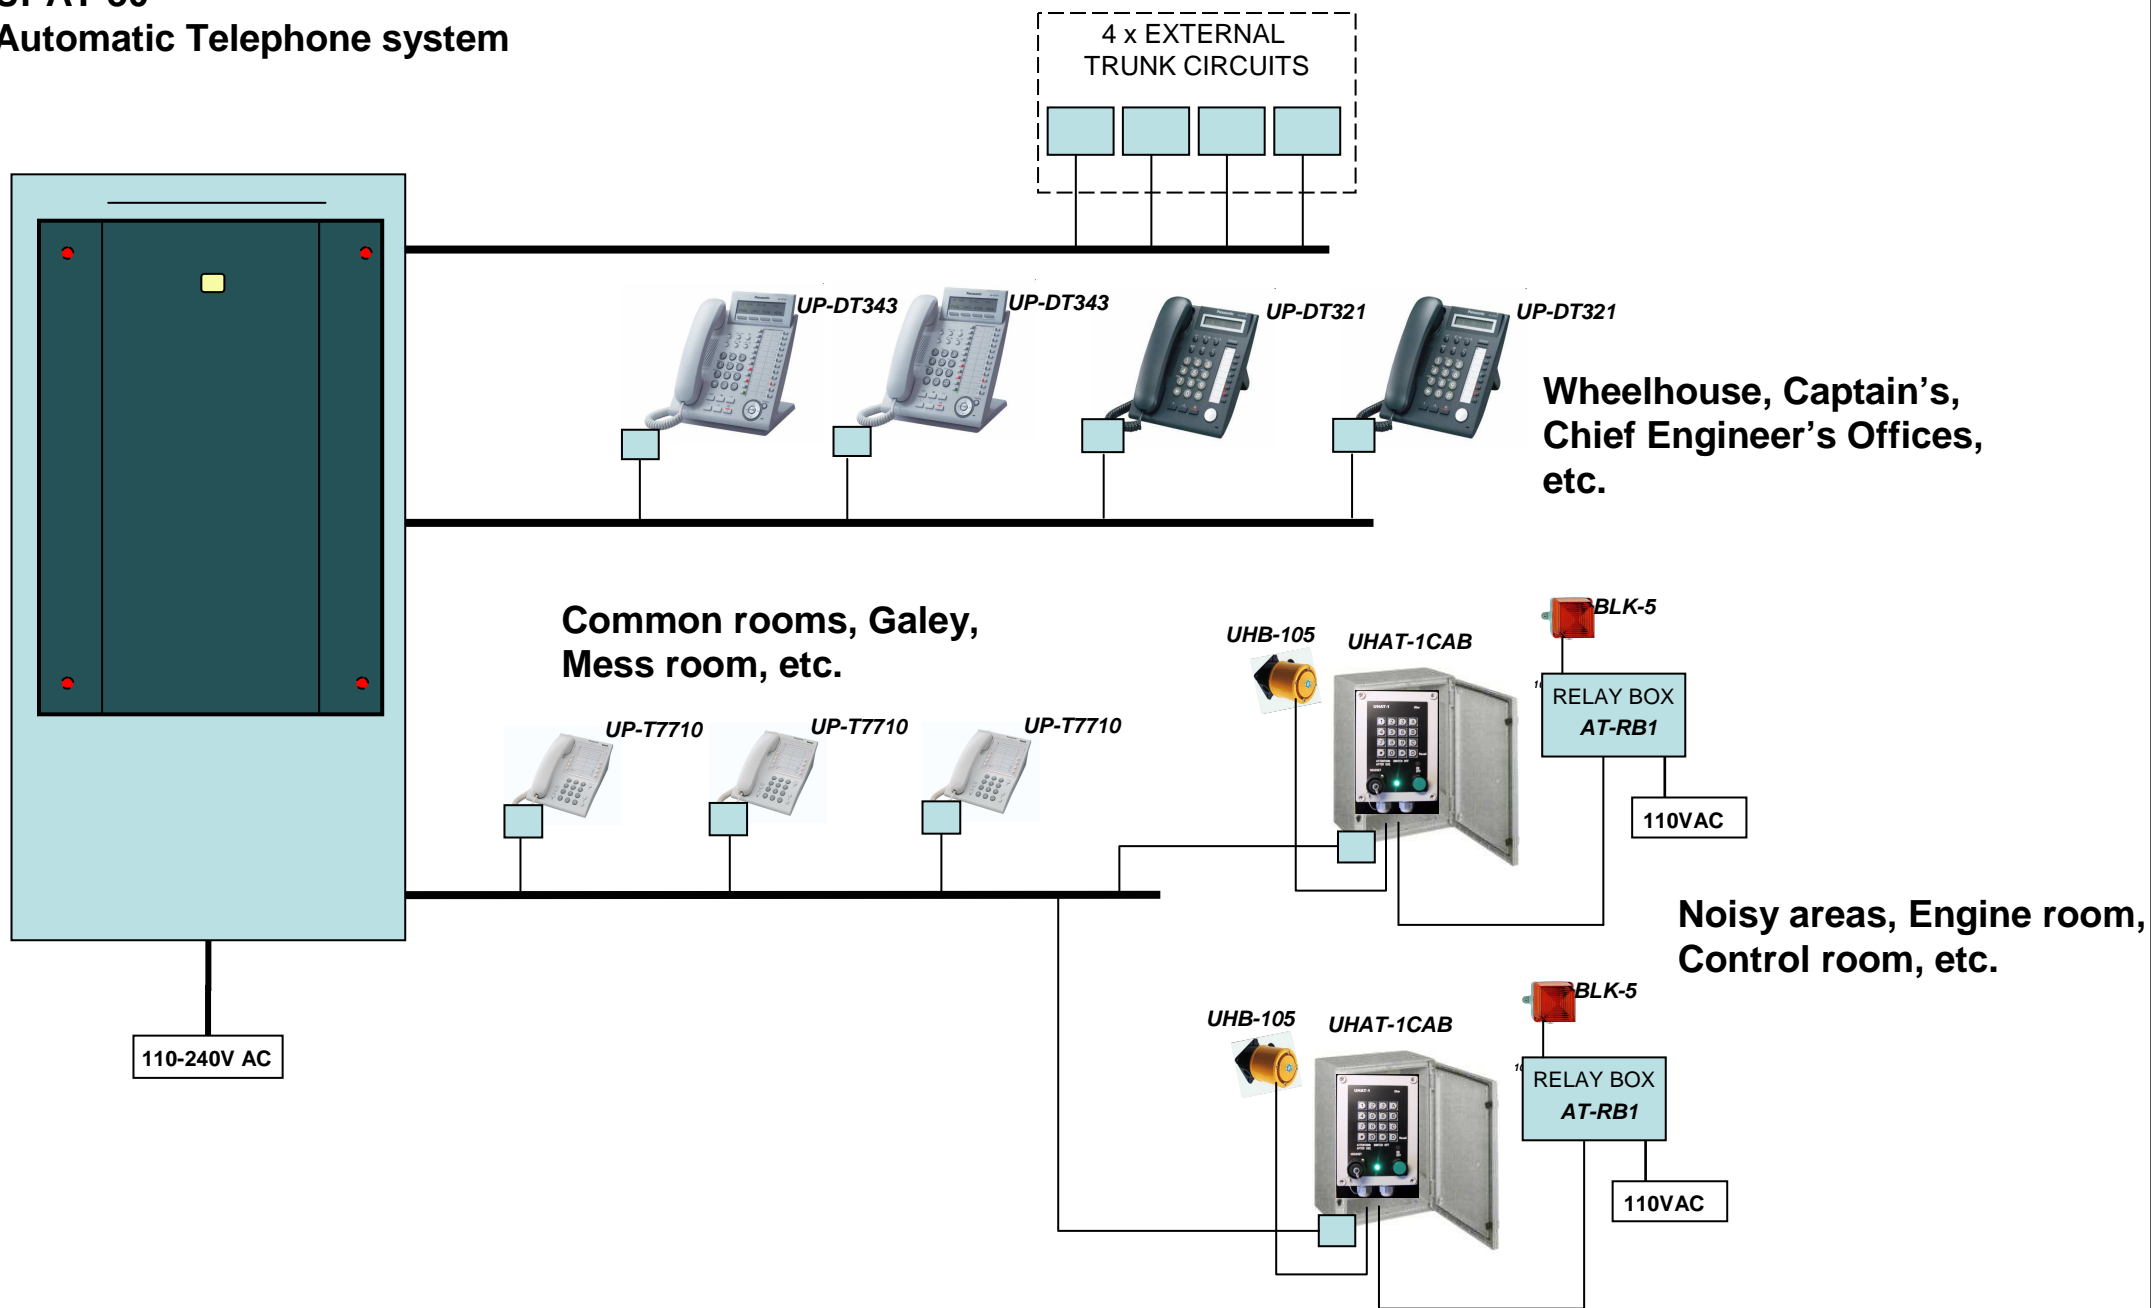 Automatic Telephone system
4 x EXTERNAL
TRUNK CIRCUITS
UP-DT343
UP-DT343
UP-DT321
UP-DT321
Wheelhouse, Captain’s,
Chief Engineer’s Offices,
etc.
Common rooms, Galey,
Mess room, etc.
UP-T7710
UP-T7710
UP-T7710
UHB-105
UHAT-1CAB
BLK-5
RELAY BOX
AT-RB1
110VAC
Noisy areas, Engine room,
Control room, etc.
UHB-105
UHAT-1CAB
BLK-5
RELAY BOX
AT-RB1
110VAC
110-240V AC